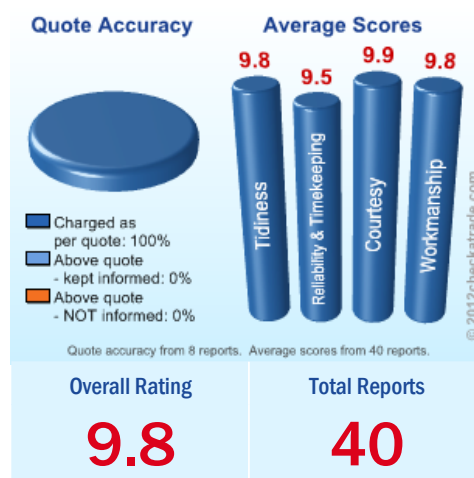 Quote Accuracy
Average Scores
9.8
9.5
9.9
9.8
Tidiness
Reliability & Timekeeping
Courtesy
Workmanship
Charged as
per quote: 100%
Above quote
- kept informed: 0%
Above quote
- NOT informed: 0%
© 2012checkatrade.com
Quote accuracy from 8 reports. Average scores from 40 reports.
Overall Rating
9.8
Total Reports
40